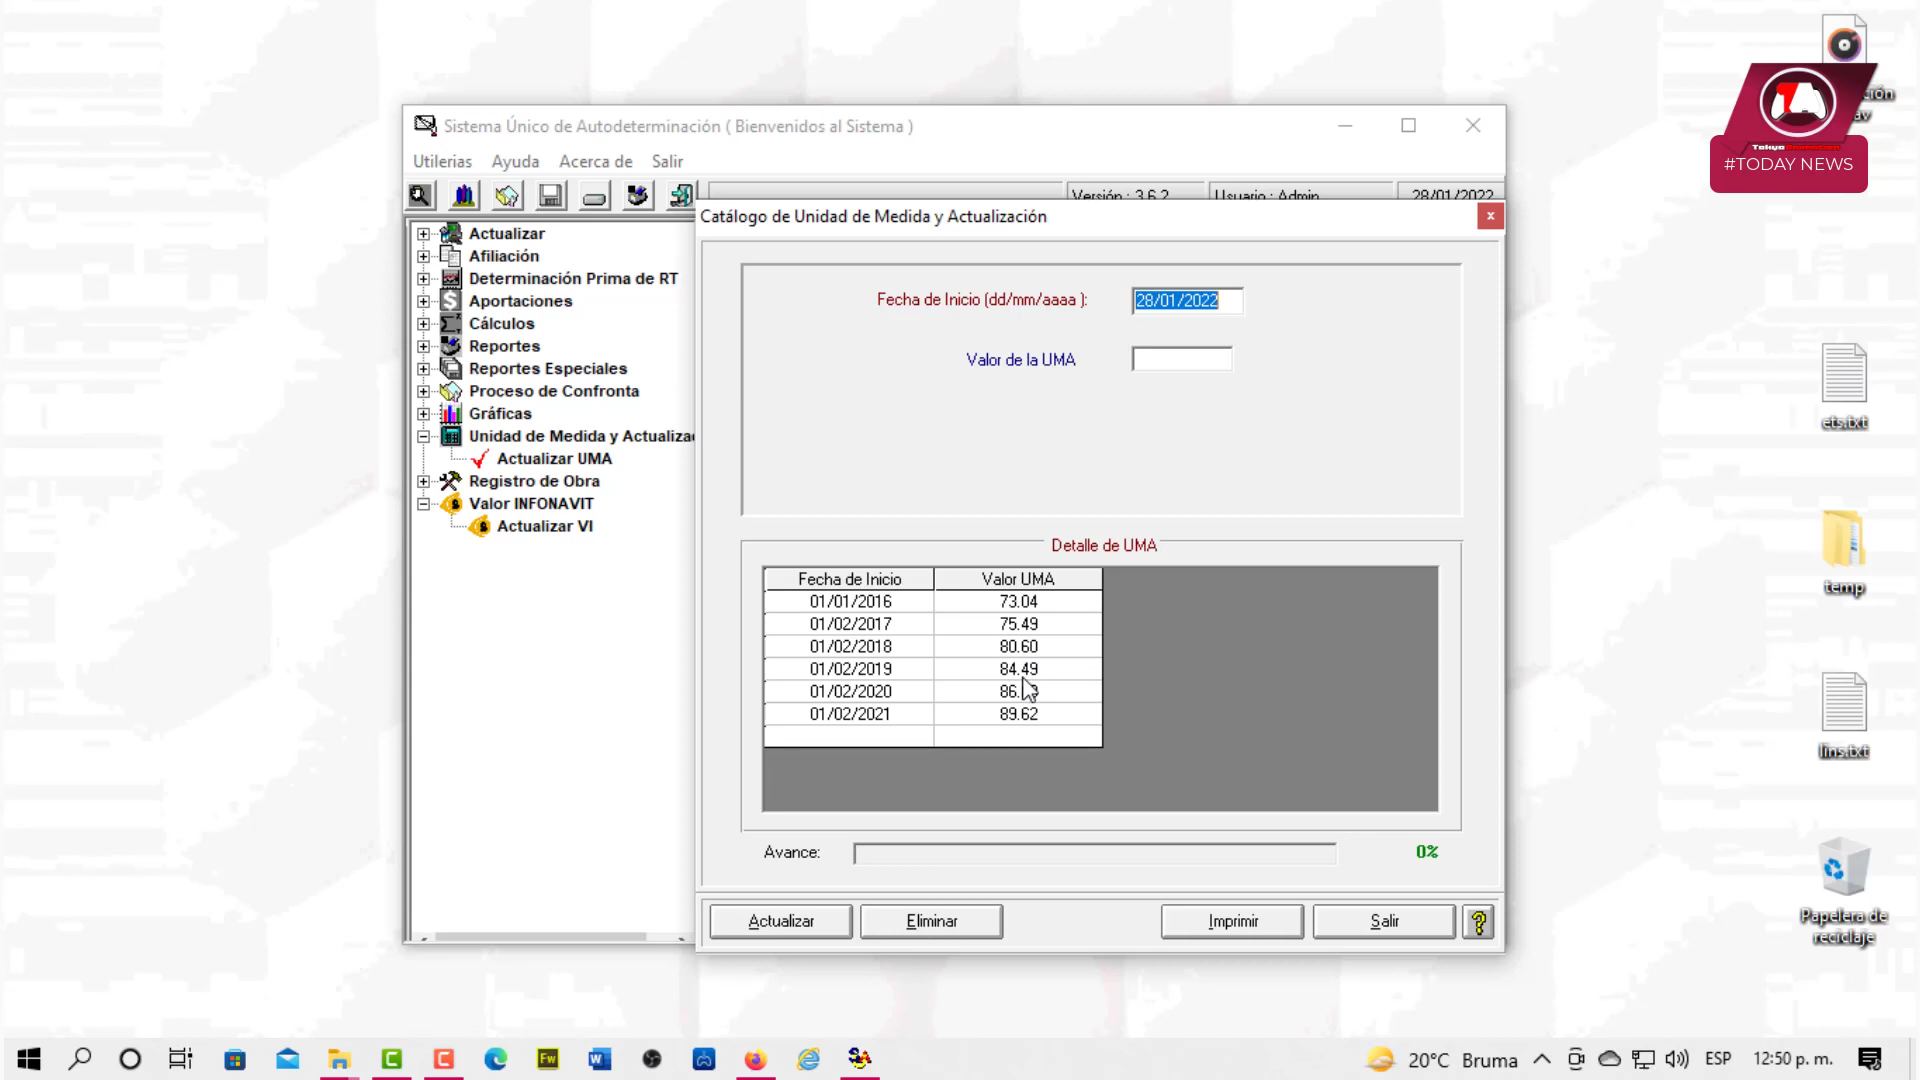 Sistema Único de Autodeterminación ( Bienvenidos al Sistema )
Utilerias Ayuda Acerca de Salir
Versión : 3.6.2 Usuario : Admin 28/01/2022
Actualizar
Afiliación
Determinación Prima de RT
Aportaciones
Cálculos
Reportes
Reportes Especiales
Proceso de Confronta
Gráficas
Unidad de Medida y Actualiza
Actualizar UMA
Registro de Obra
Valor INFONAVIT
Actualizar VI
Catálogo de Unidad de Medida y Actualización
Fecha de Inicio (dd/mm/aaaa ): 28/01/2022
Valor de la UMA
Detalle de UMA
Fecha de Inicio Valor UMA
01/01/2016 73.04
01/02/2017 75.49
01/02/2018 80.60
01/02/2019 84.49
01/02/2020 86.
01/02/2021 89.62
Avance: 0%
Actualizar Eliminar Imprimir Salir
#TODAY NEWS
ets.txt
temp
lins.txt
Papelera de
reciclaje
20°C Bruma ESP 12:50 p. m.